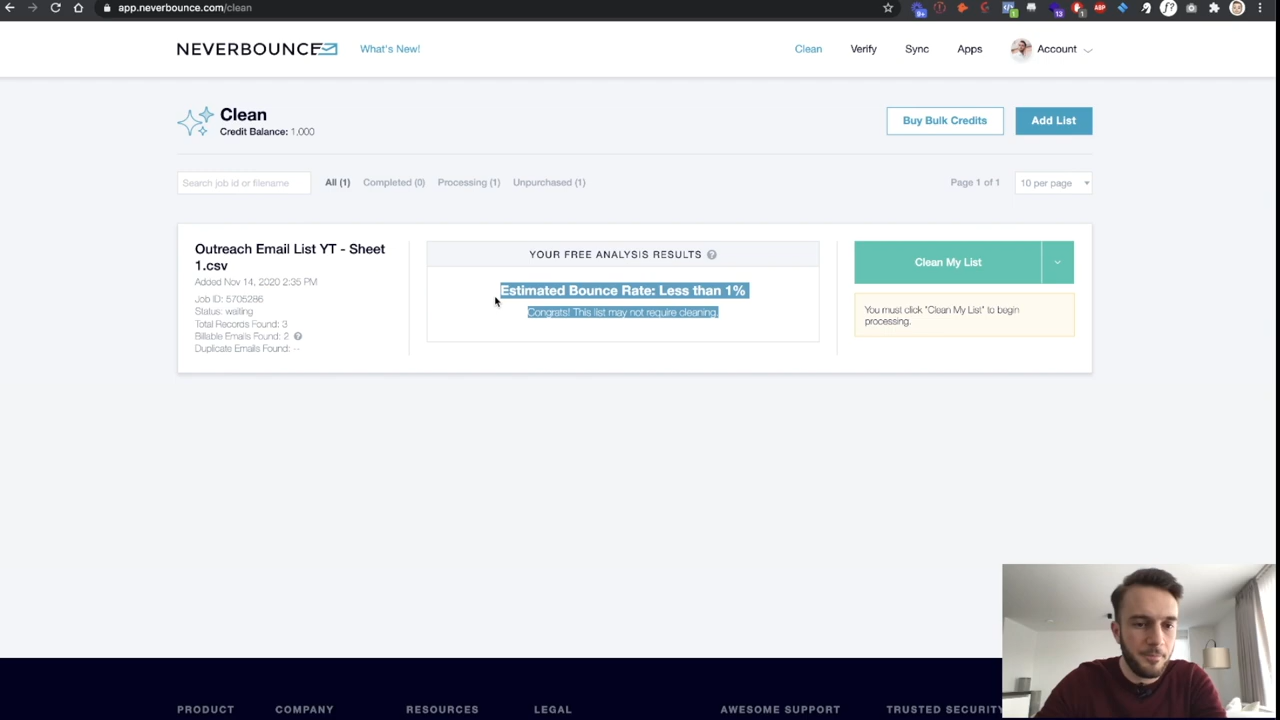 app.neverbounce.com/clean
NEVERBOUNCE
What's New!
Clean
Verify
Sync
Apps
Account
Clean
Credit Balance: 1,000
Buy Bulk Credits
Add List
Search job id or filename
All (1)
Completed (0)
Processing (1)
Unpurchased (1)
Page 1 of 1
10 per page
Outreach Email List YT - Sheet
1.csv
Added Nov 14, 2020 2:35 PM
Job ID: 5705286
Status: waiting
Total Records Found: 3
Billable Emails Found: 2
Duplicate Emails Found: --
YOUR FREE ANALYSIS RESULTS
Estimated Bounce Rate: Less than 1%
Congrats! This list may not require cleaning.
Clean My List
You must click "Clean My List" to begin
processing.
PRODUCT
COMPANY
RESOURCES
LEGAL
AWESOME SUPPORT
TRUSTED SECURITY